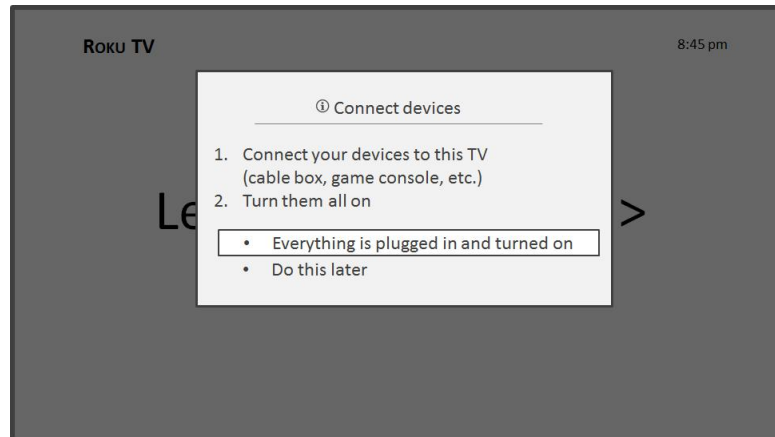 ROKU TV
8:45 pm
ⓘ Connect devices
1. Connect your devices to this TV
(cable box, game console, etc.)
2. Turn them all on
Le >
• Everything is plugged in and turned on
• Do this later